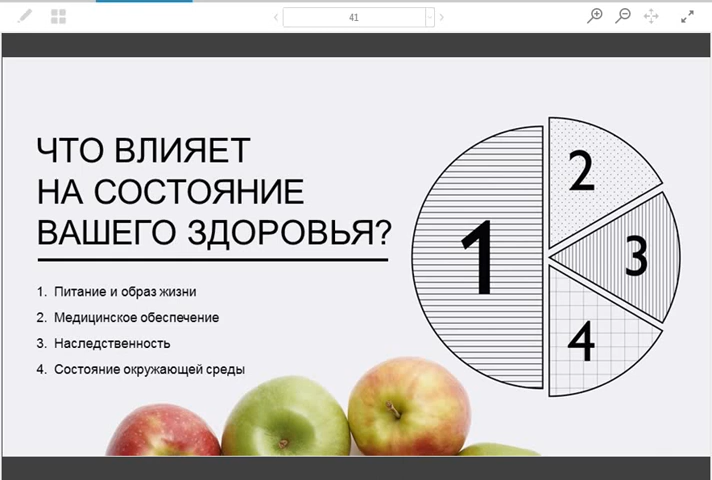 41
ЧТО ВЛИЯЕТ
НА СОСТОЯНИЕ
ВАШЕГО ЗДОРОВЬЯ?
1. Питание и образ жизни
2. Медицинское обеспечение
3. Наследственность
4. Состояние окружающей среды
1
2
3
4